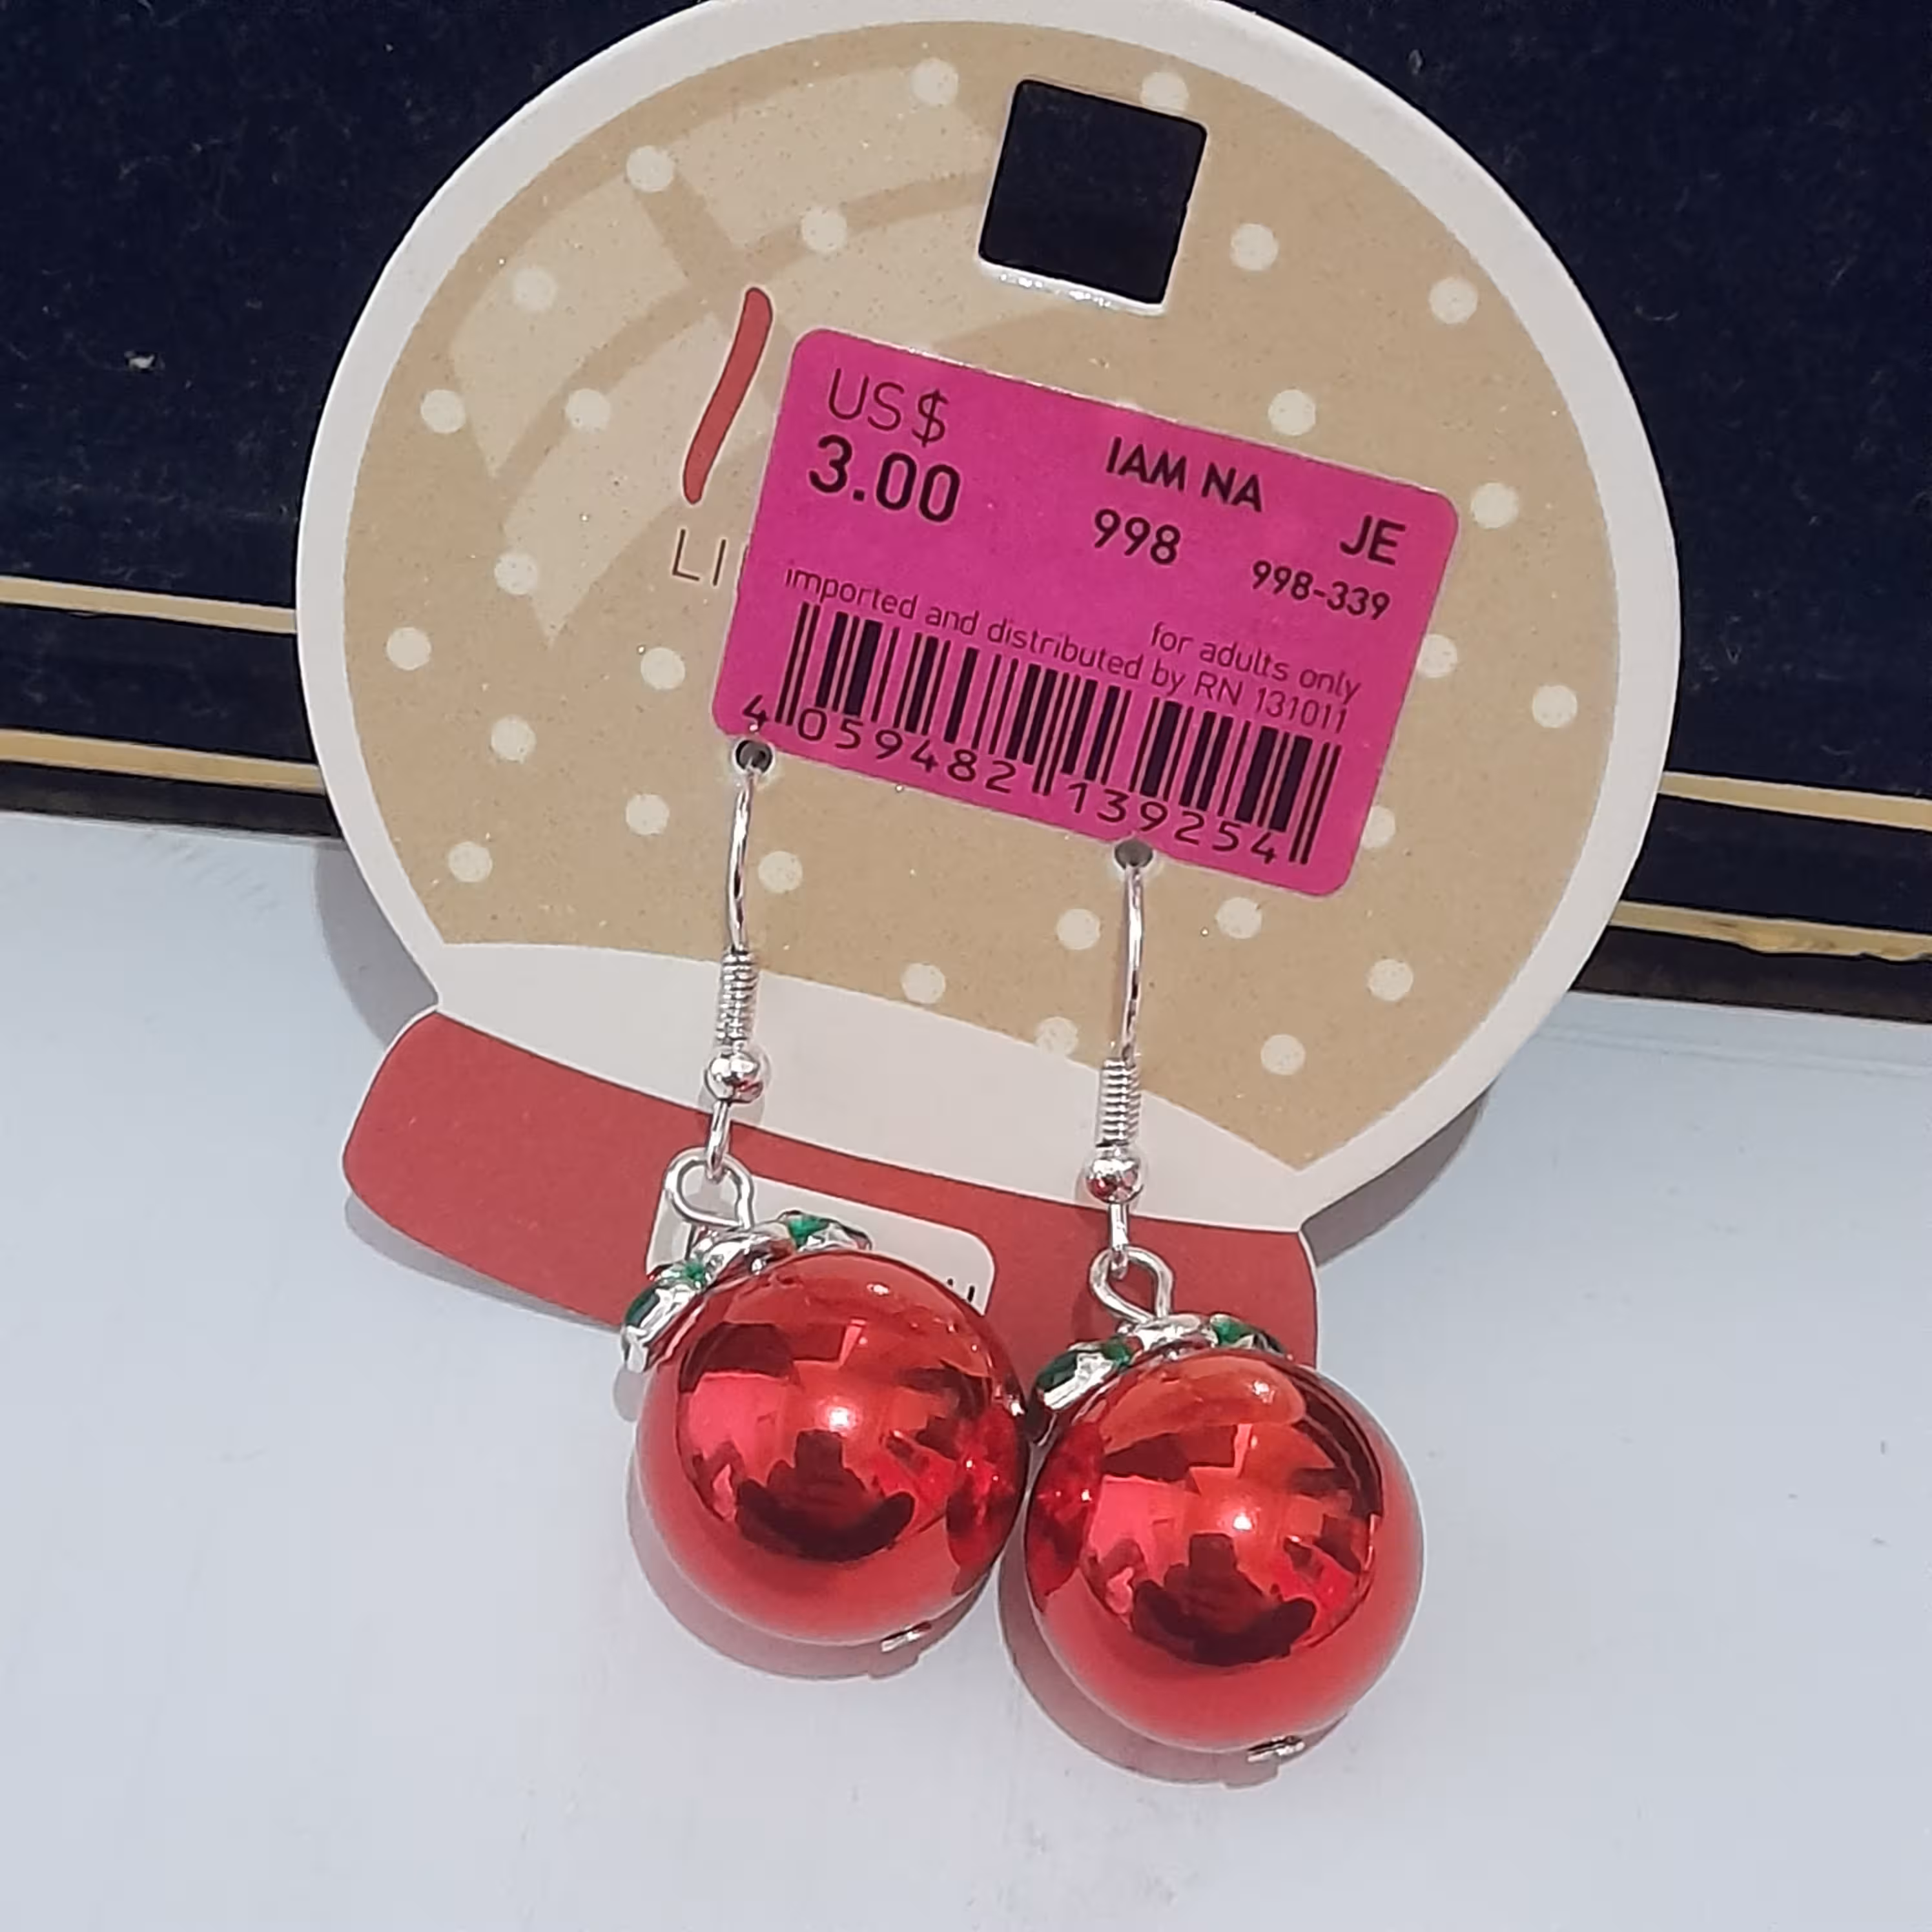 US$
3.00
IAM NA
998
JE
998-339
for adults only
imported and distributed by RN 131011
4 059482 139254
LI